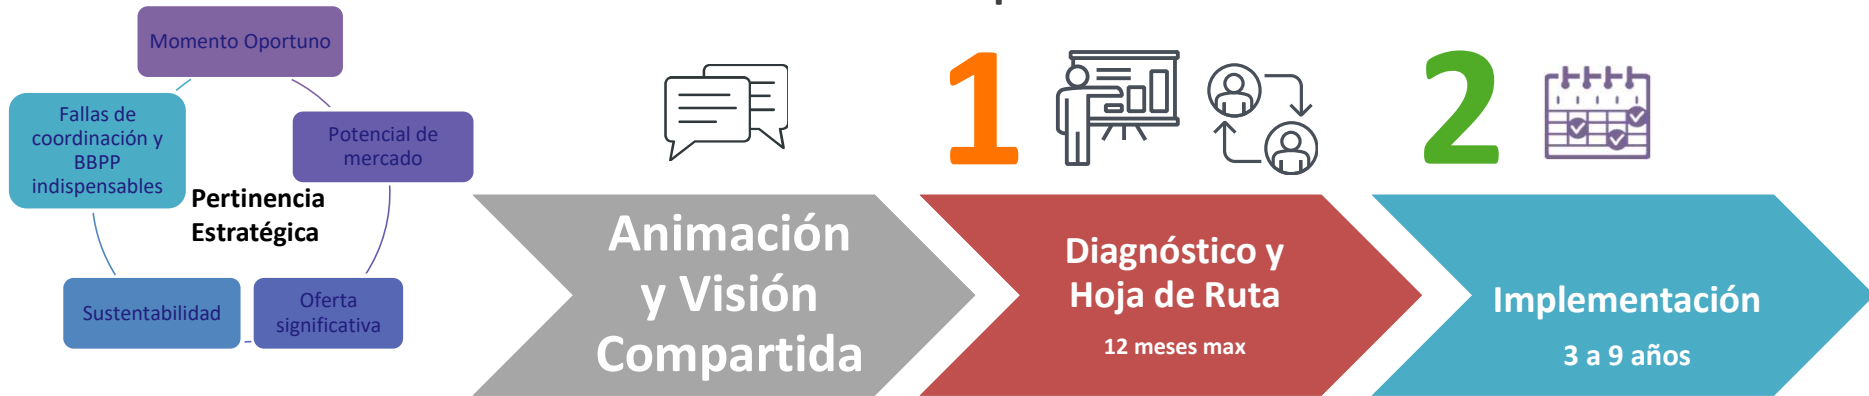 Momento Oportuno
Fallas de
coordinación y
BBPP
indispensables
Potencial de
mercado
Pertinencia
Estratégica
Sustentabilidad
Oferta
significativa
Animación
y Visión
Compartida
1
Diagnóstico y
Hoja de Ruta
12 meses max
2
Implementación
3 a 9 años